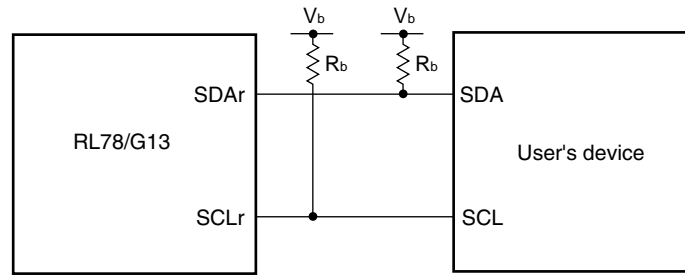 Vb Vb
Rb Rb
SDAr SDA
RL78/G13
User's device
SCLr SCL